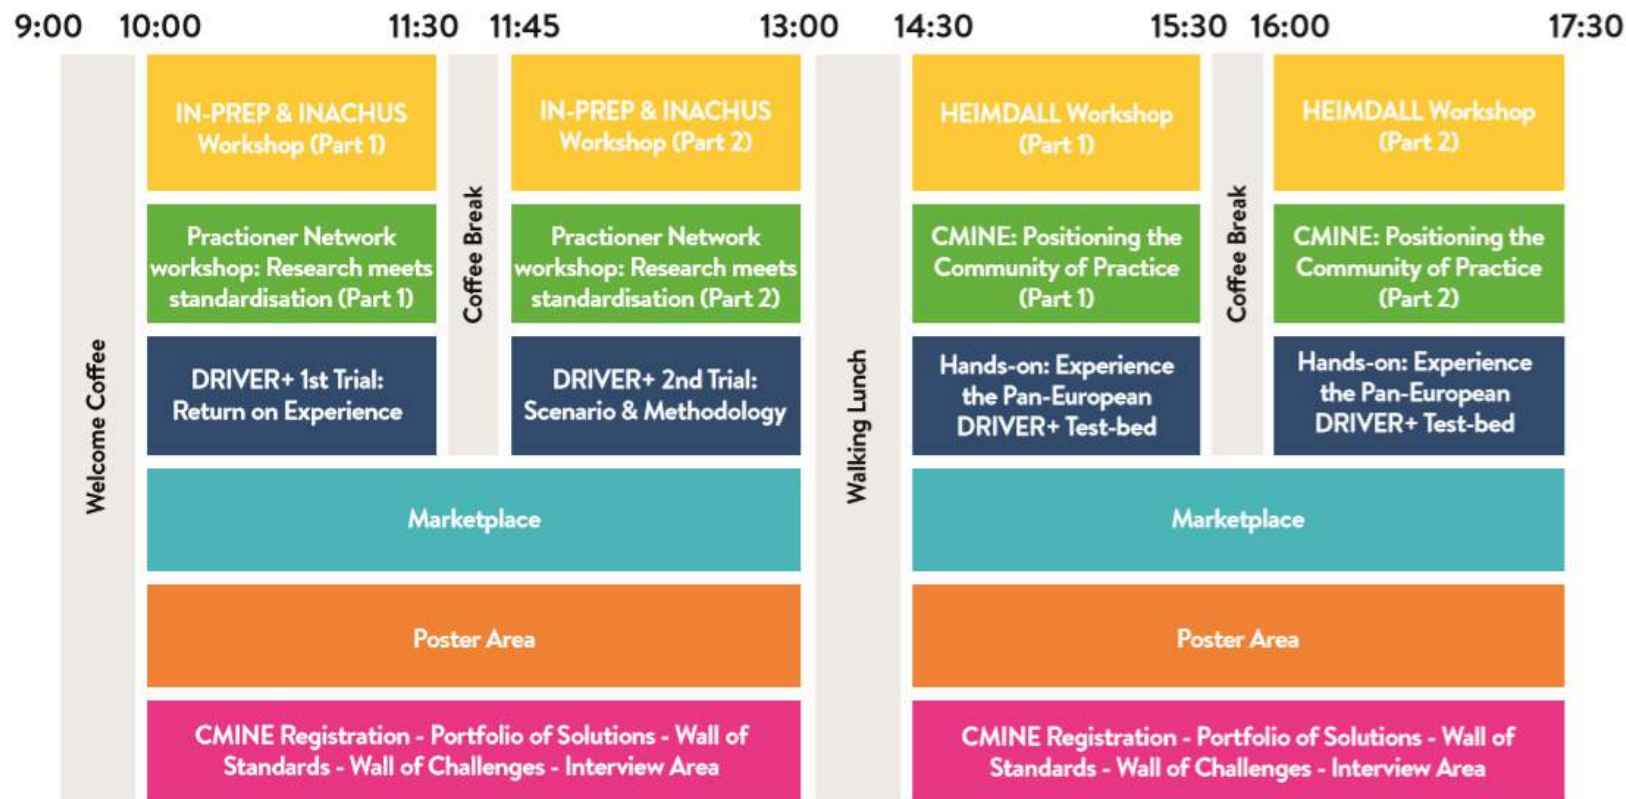 9:00 10:00 11:30 11:45 13:00 14:30 15:30 16:00 17:30
Welcome Coffee
IN-PREP & INACHUS
Workshop (Part 1)
Coffee Break
IN-PREP & INACHUS
Workshop (Part 2)
Walking Lunch
HEIMDALL Workshop
(Part 1)
Coffee Break
HEIMDALL Workshop
(Part 2)
Practioner Network
workshop: Research meets
standardisation (Part 1)
Practioner Network
workshop: Research meets
standardisation (Part 2)
CMINE: Positioning the
Community of Practice
(Part 1)
CMINE: Positioning the
Community of Practice
(Part 2)
DRIVER+ 1st Trial:
Return on Experience
DRIVER+ 2nd Trial:
Scenario & Methodology
Hands-on: Experience
the Pan-European
DRIVER+ Test-bed
Hands-on: Experience
the Pan-European
DRIVER+ Test-bed
Marketplace
Marketplace
Poster Area
Poster Area
CMINE Registration - Portfolio of Solutions - Wall of
Standards - Wall of Challenges - Interview Area
CMINE Registration - Portfolio of Solutions - Wall of
Standards - Wall of Challenges - Interview Area